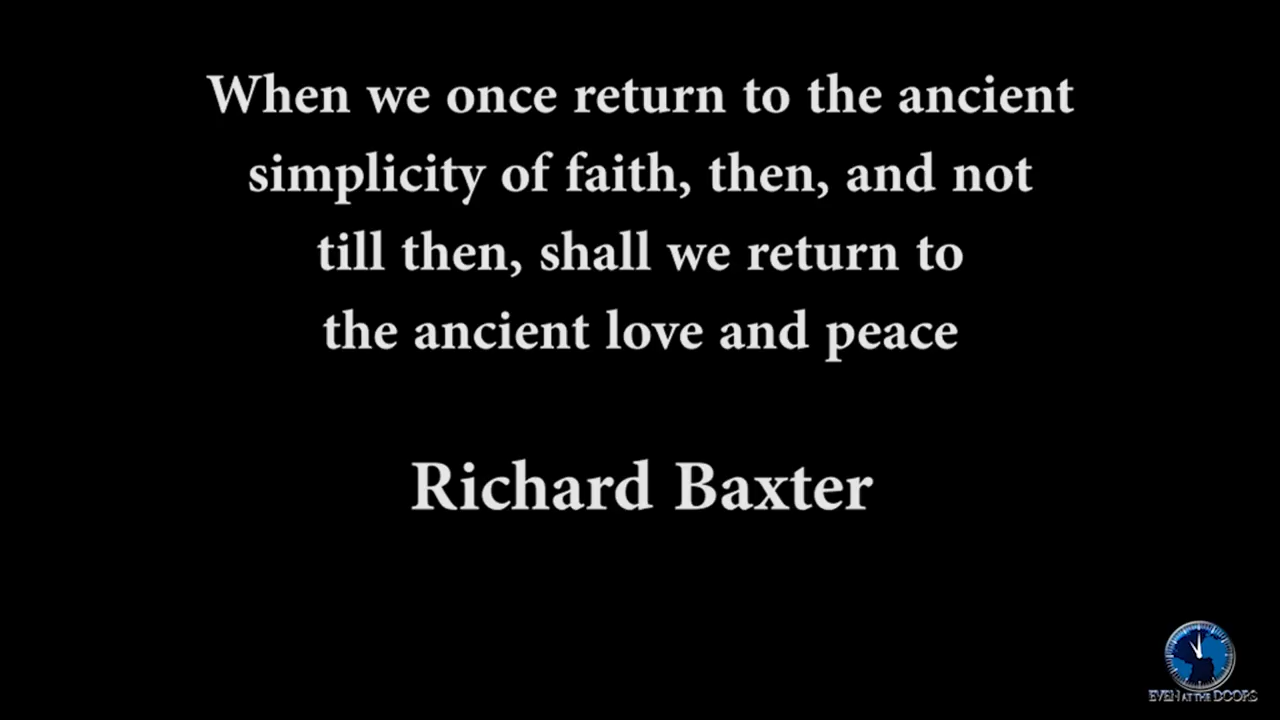 When we once return to the ancient
simplicity of faith, then, and not
till then, shall we return to
the ancient love and peace
Richard Baxter
EVEN AT THE DOORS